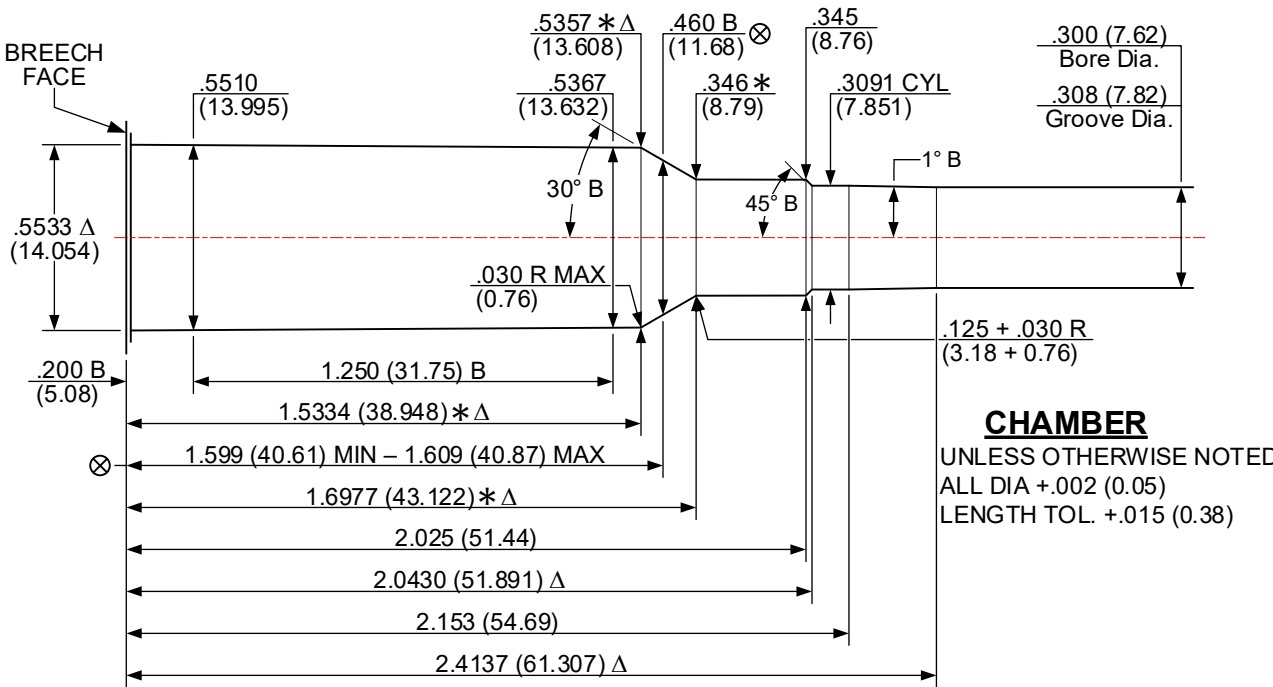 BREECH
FACE
.5510
(13.995)
.5357 ∗ Δ
(13.608)
.5367
(13.632)
.460 B ⊗
(11.68)
.346 ∗
(8.79)
.345
(8.76)
.3091 CYL
(7.851)
.300 (7.62)
Bore Dia.
.308 (7.82)
Groove Dia.
1° B
30° B
45° B
.5533 Δ
(14.054)
.030 R MAX
(0.76)
.125 + .030 R
(3.18 + 0.76)
.200 B
(5.08)
1.250 (31.75) B
1.5334 (38.948) ∗ Δ
⊗ 1.599 (40.61) MIN – 1.609 (40.87) MAX
1.6977 (43.122) ∗ Δ
2.025 (51.44)
2.0430 (51.891) Δ
2.153 (54.69)
2.4137 (61.307) Δ
CHAMBER
UNLESS OTHERWISE NOTED
ALL DIA +.002 (0.05)
LENGTH TOL. +.015 (0.38)